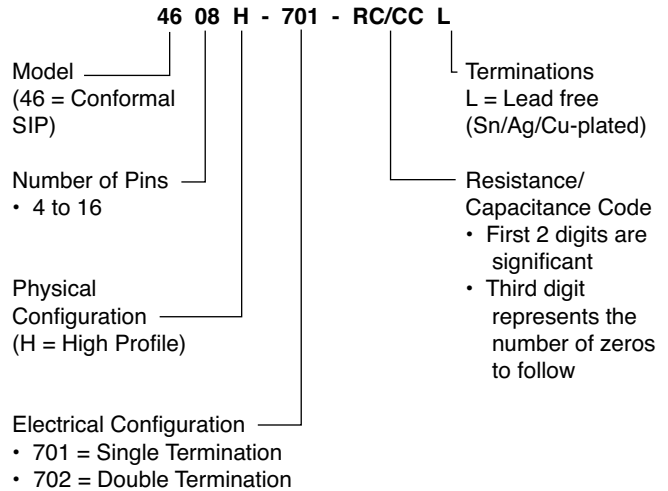 46 08 H - 701 - RC/CC L
Model
(46 = Conformal
SIP)
Number of Pins
• 4 to 16
Physical
Configuration
(H = High Profile)
Electrical Configuration
• 701 = Single Termination
• 702 = Double Termination
Terminations
L = Lead free
(Sn/Ag/Cu-plated)
Resistance/
Capacitance Code
• First 2 digits are
significant
• Third digit
represents the
number of zeros
to follow